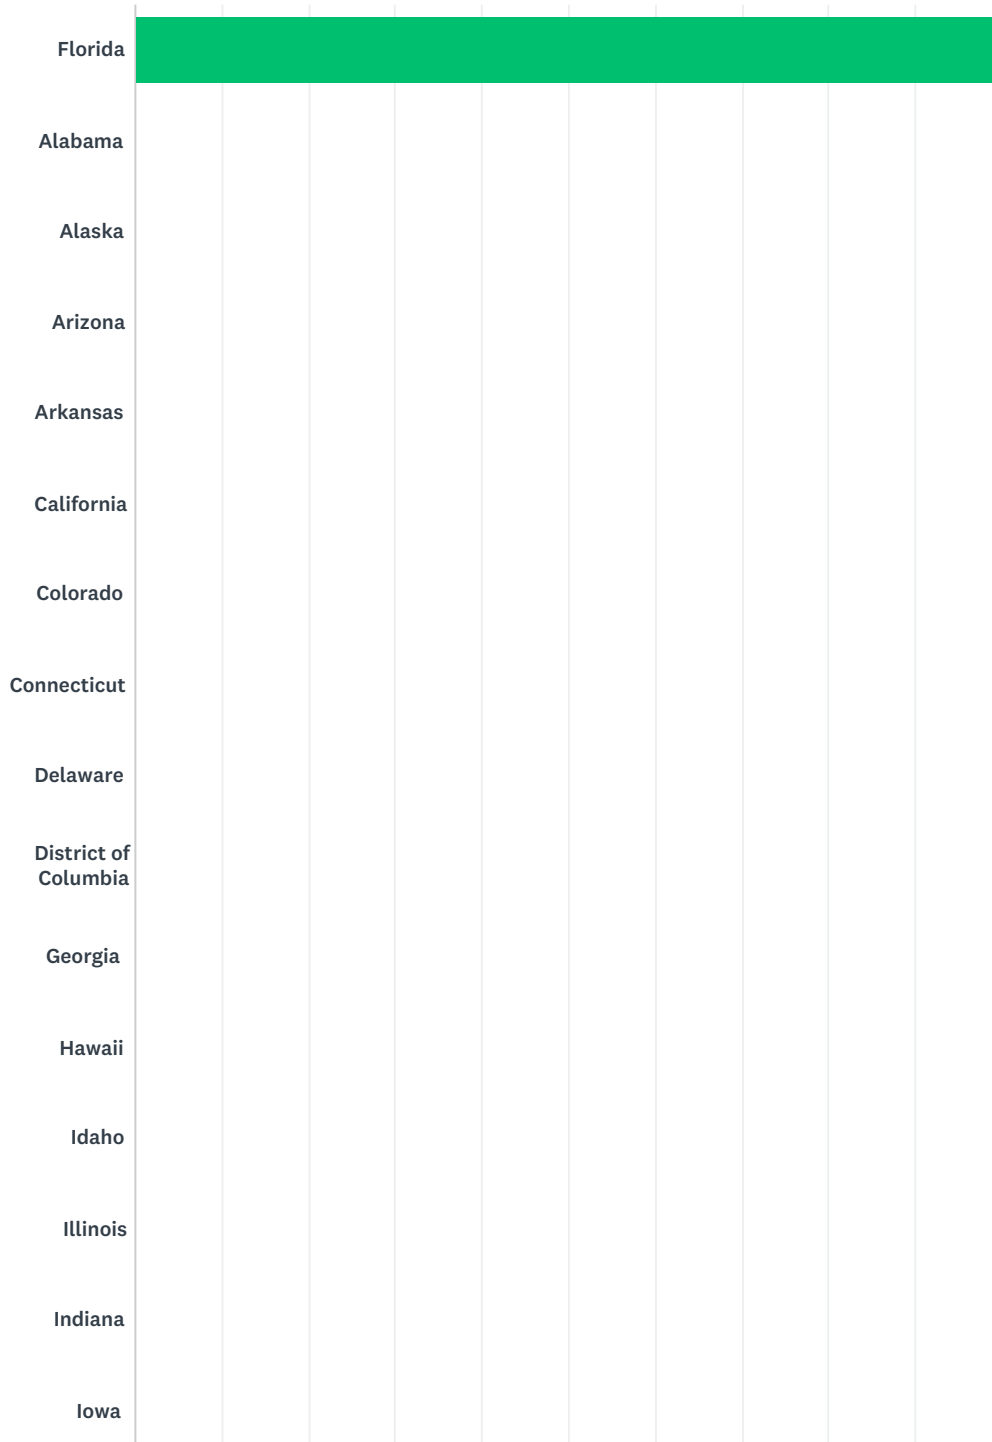 Florida
Alabama
Alaska
Arizona
Arkansas
California
Colorado
Connecticut
Delaware
District of
Columbia
Georgia
Hawaii
Idaho
Illinois
Indiana
Iowa